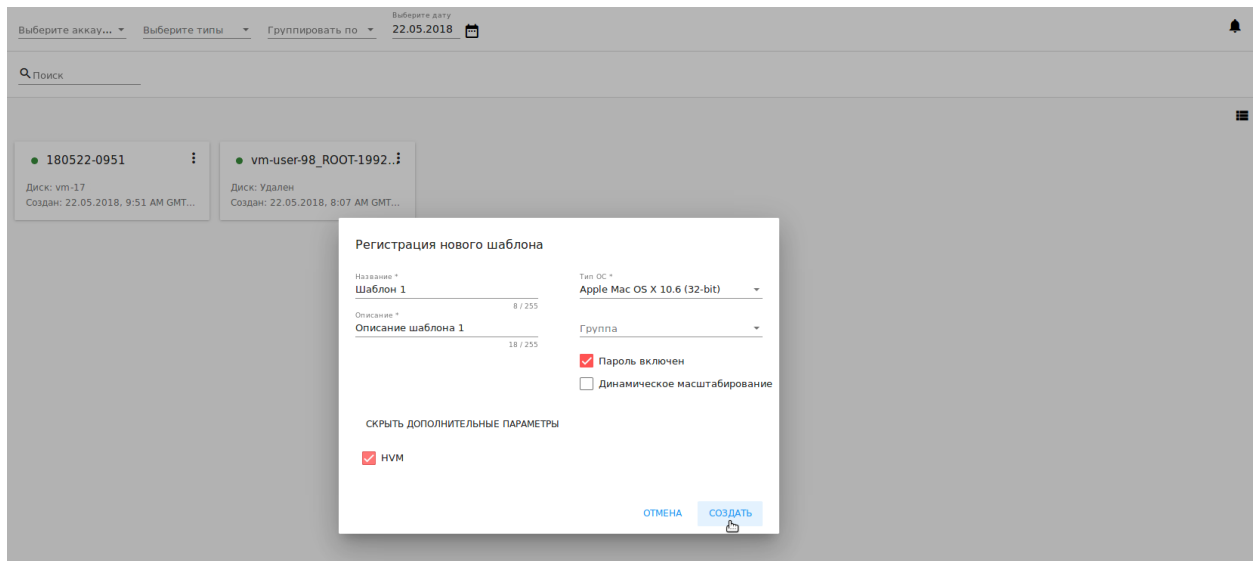 Выберите дату
Выберите аккау... Выберите типы Группировать по 22.05.2018
Поиск
180522-0951
Диск: vm-17
Создан: 22.05.2018, 9:51 AM GMT...
vm-user-98_ROOT-1992...
Диск: Удален
Создан: 22.05.2018, 8:07 AM GMT...
Регистрация нового шаблона
Название *
Шаблон 1
8 / 255
Описание *
Описание шаблона 1
18 / 255
Тип ОС *
Apple Mac OS X 10.6 (32-bit)
Группа
Пароль включен
Динамическое масштабирование
СКРЫТЬ ДОПОЛНИТЕЛЬНЫЕ ПАРАМЕТРЫ
HVM
ОТМЕНА СОЗДАТЬ